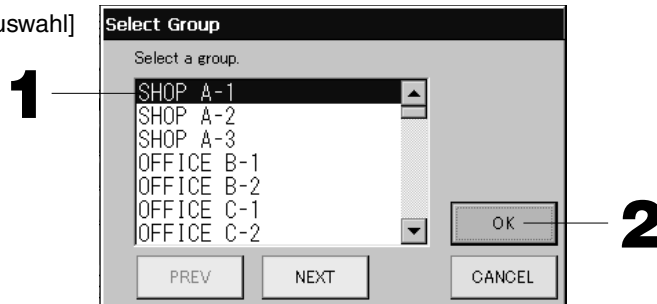 uswahl]
Select Group
Select a group.
1
SHOP A-1
SHOP A-2
SHOP A-3
OFFICE B-1
OFFICE B-2
OFFICE C-1
OFFICE C-2
OK
2
PREV
NEXT
CANCEL